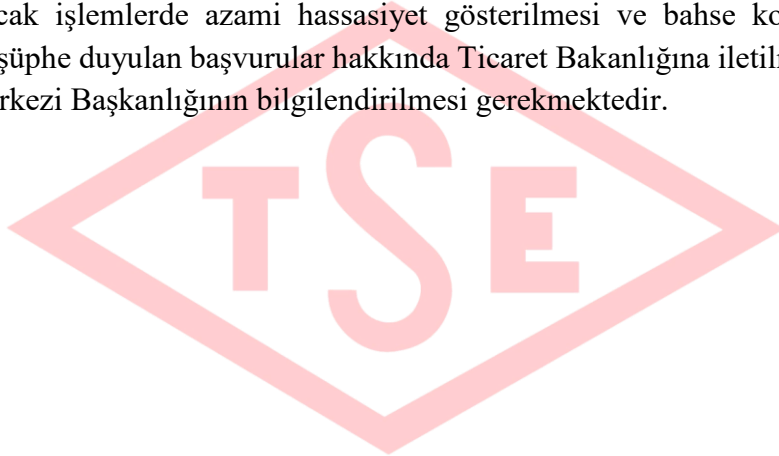 cak işlemlerde azami hassasiyet gösterilmesi ve bahse ko
şüphe duyulan başvurular hakkında Ticaret Bakanlığına iletili
rkezi Başkanlığının bilgilendirilmesi gerekmektedir.
TSE